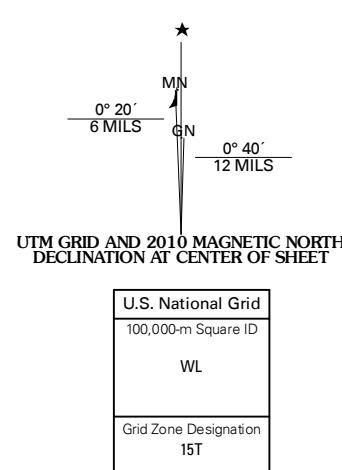 MN
0° 20´
6 MILS
GN
0° 40´
12 MILS
UTM GRID AND 2010 MAGNETIC NORTH
DECLINATION AT CENTER OF SHEET
U.S. National Grid
100,000-m Square ID
WL
Grid Zone Designation
15T